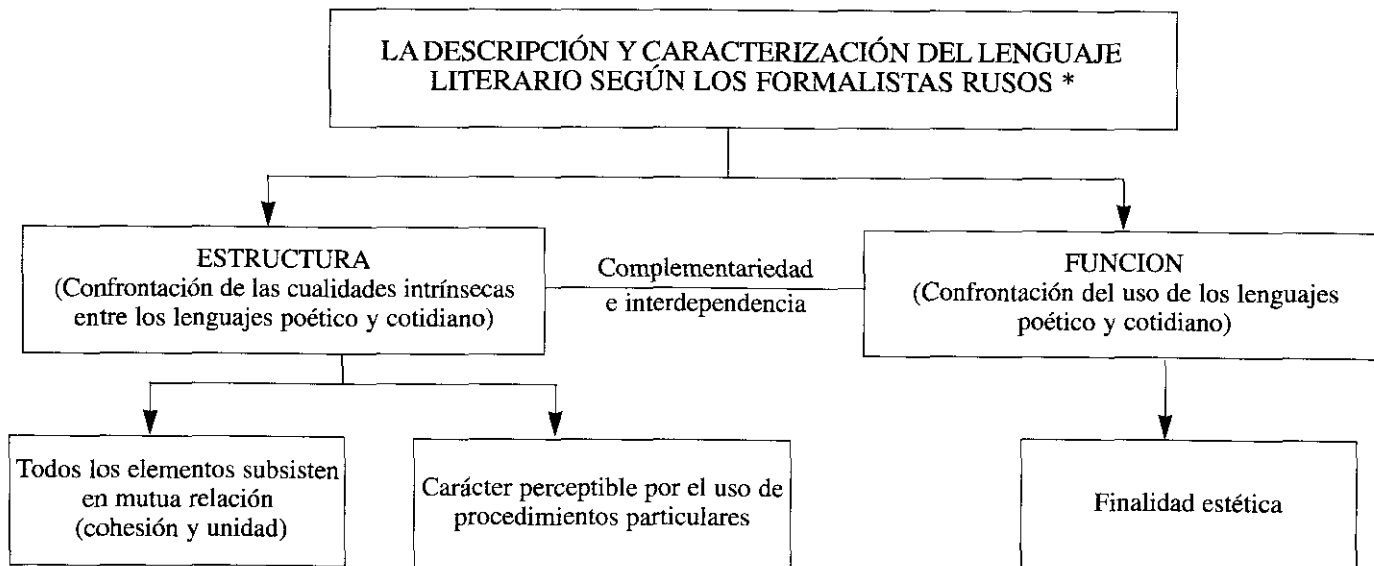 LA DESCRIPCIÓN Y CARACTERIZACIÓN DEL LENGUAJE
LITERARIO SEGÚN LOS FORMALISTAS RUSOS *
ESTRUCTURA
(Confrontación de las cualidades intrínsecas
entre los lenguajes poético y cotidiano)
Complementariedad
e interdependencia
FUNCION
(Confrontación del uso de los lenguajes
poético y cotidiano)
Todos los elementos subsisten
en mutua relación
(cohesión y unidad)
Carácter perceptible por el uso de
procedimientos particulares
Finalidad estética